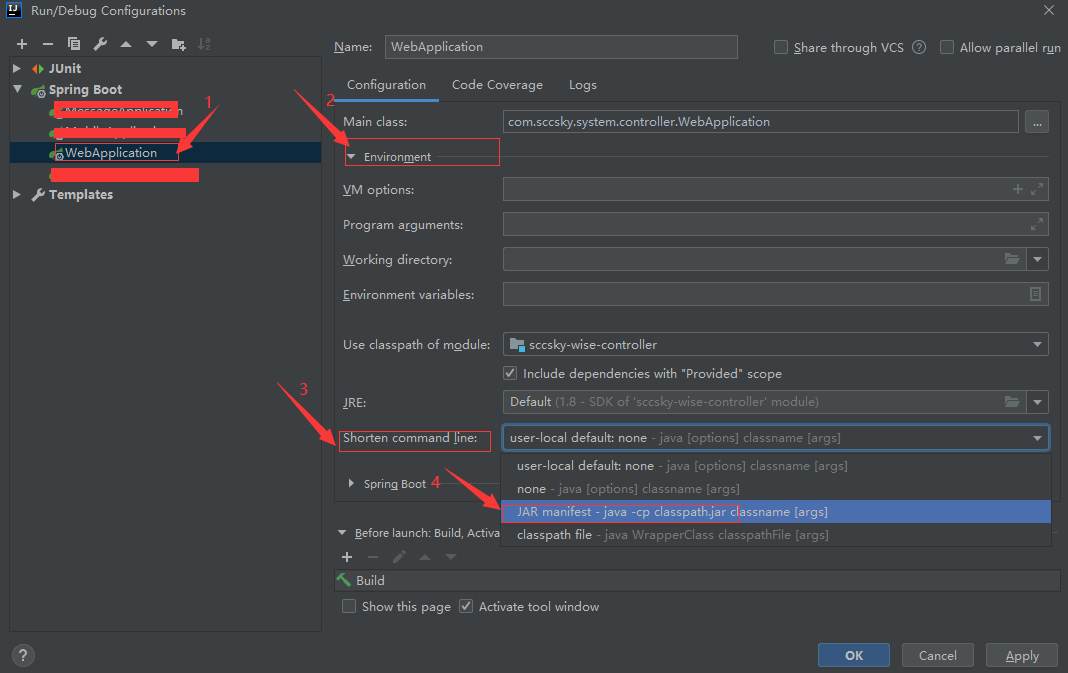 Run/Debug Configurations
JUnit
Spring Boot
1
WebApplication
Templates
Name: WebApplication
Share through VCS
Allow parallel run
Configuration Code Coverage Logs
2
Main class: com.sccsky.system.controller.WebApplication ...
Environment
VM options:
Program arguments:
Working directory:
Environment variables:
Use classpath of module: sccsky-wise-controller
Include dependencies with "Provided" scope
JRE: Default (1.8 - SDK of 'sccsky-wise-controller' module)
3
Shorten command line: user-local default: none - java [options] classname [args]
user-local default: none - java [options] classname [args]
Spring Boot 4
none - java [options] classname [args]
JAR manifest - java -cp classpath.jar classname [args]
Before launch: Build, Activa
classpath file - java WrapperClass classpathFile [args]
Build
Show this page Activate tool window
? OK Cancel Apply